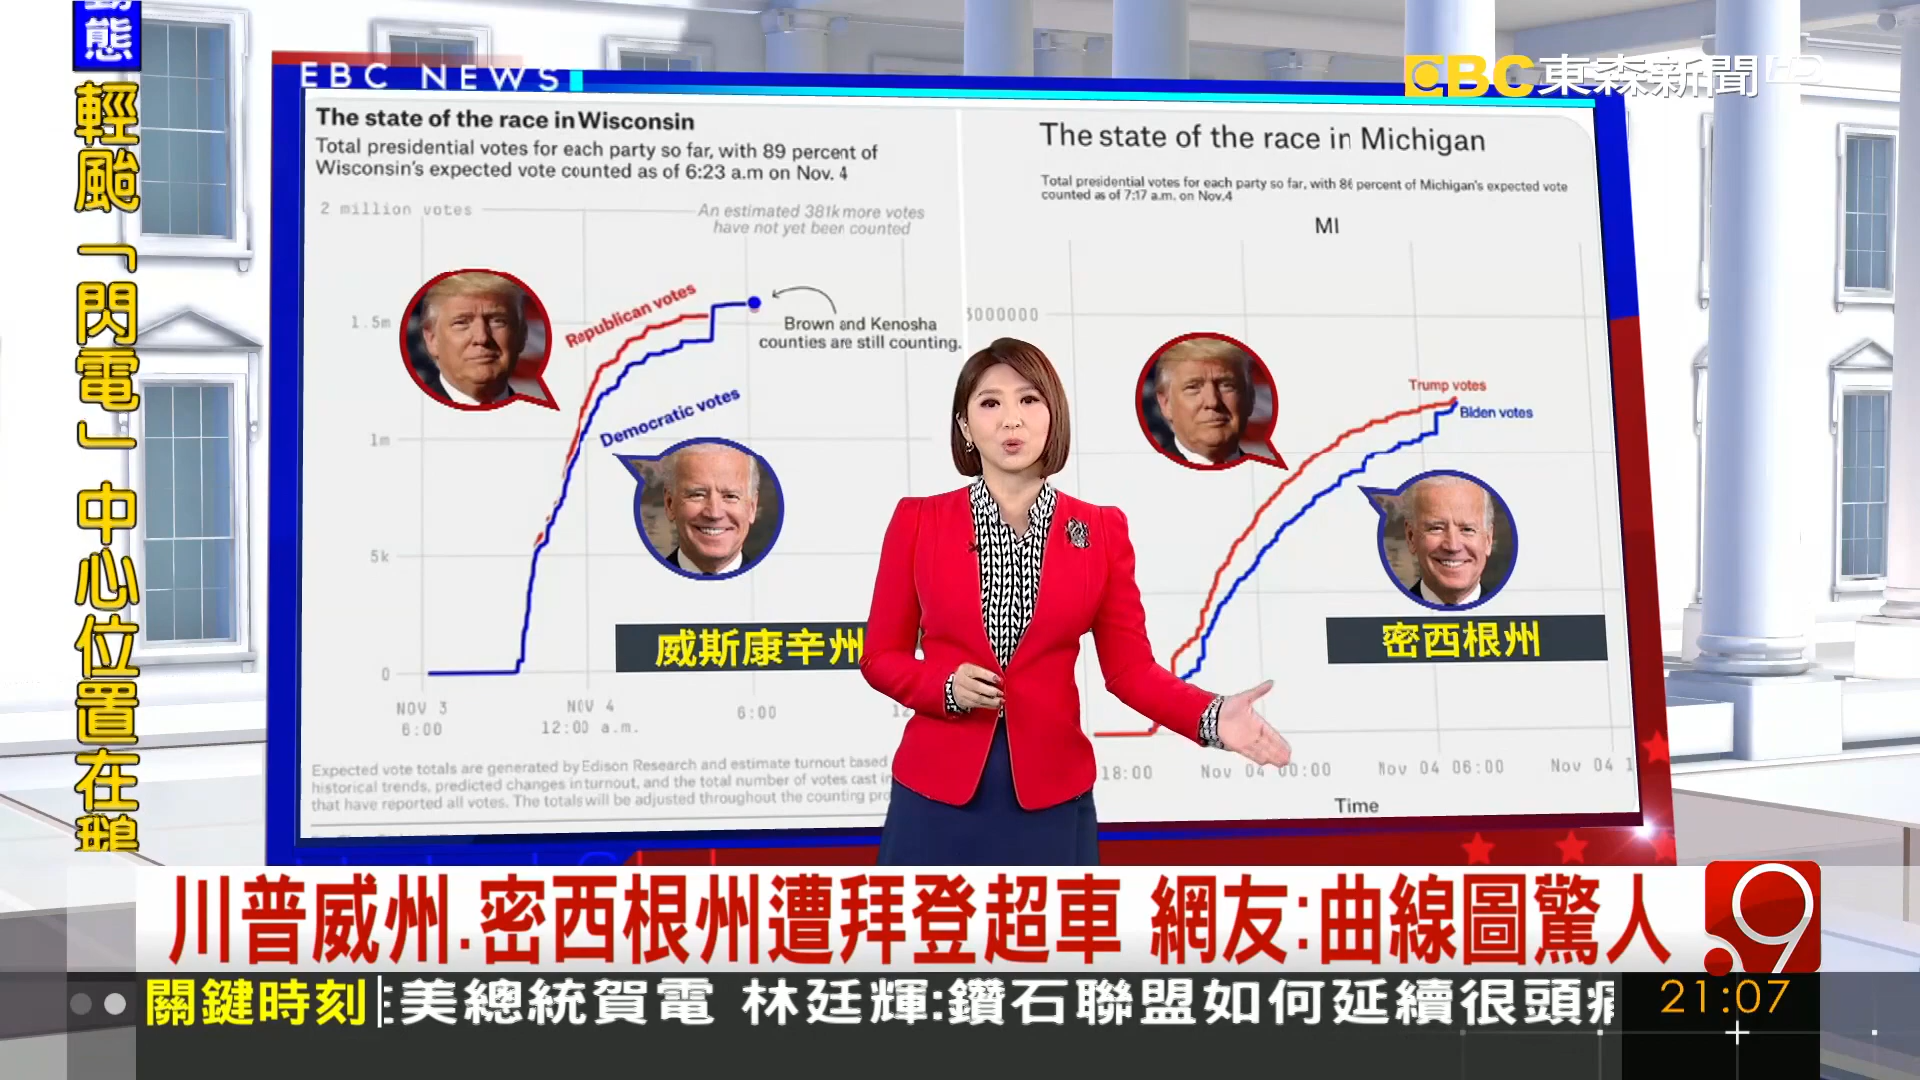 動態
輕颱「閃電」中心位置在鵝
EBC NEWS
EBC東森新聞HD
The state of the race in Wisconsin
Total presidential votes for each party so far, with 89 percent of
Wisconsin's expected vote counted as of 6:23 a.m on Nov. 4
2 million votes
An estimated 381k more votes
have not yet been counted
1.5m
1m
5k
0
Republican votes
Democratic votes
Brown and Kenosha
counties are still counting.
NOV 3
6:00
NOV 4
12:00 a.m.
6:00
12
威斯康辛州
Expected vote totals are generated by Edison Research and estimate turnout based
historical trends, predicted changes in turnout, and the total number of votes cast in
that have reported all votes. The totals will be adjusted throughout the counting pro
The state of the race in Michigan
Total presidential votes for each party so far, with 86 percent of Michigan's expected vote
counted as of 7:17 a.m. on Nov.4
MI
3000000
Trump votes
Biden votes
密西根州
18:00
Nov 04 00:00
Nov 04 06:00
Nov 04 1
Time
川普威州.密西根州遭拜登超車 網友:曲線圖驚人
9
關鍵時刻
美總統賀電 林廷輝:鑽石聯盟如何延續很頭痛
21:07